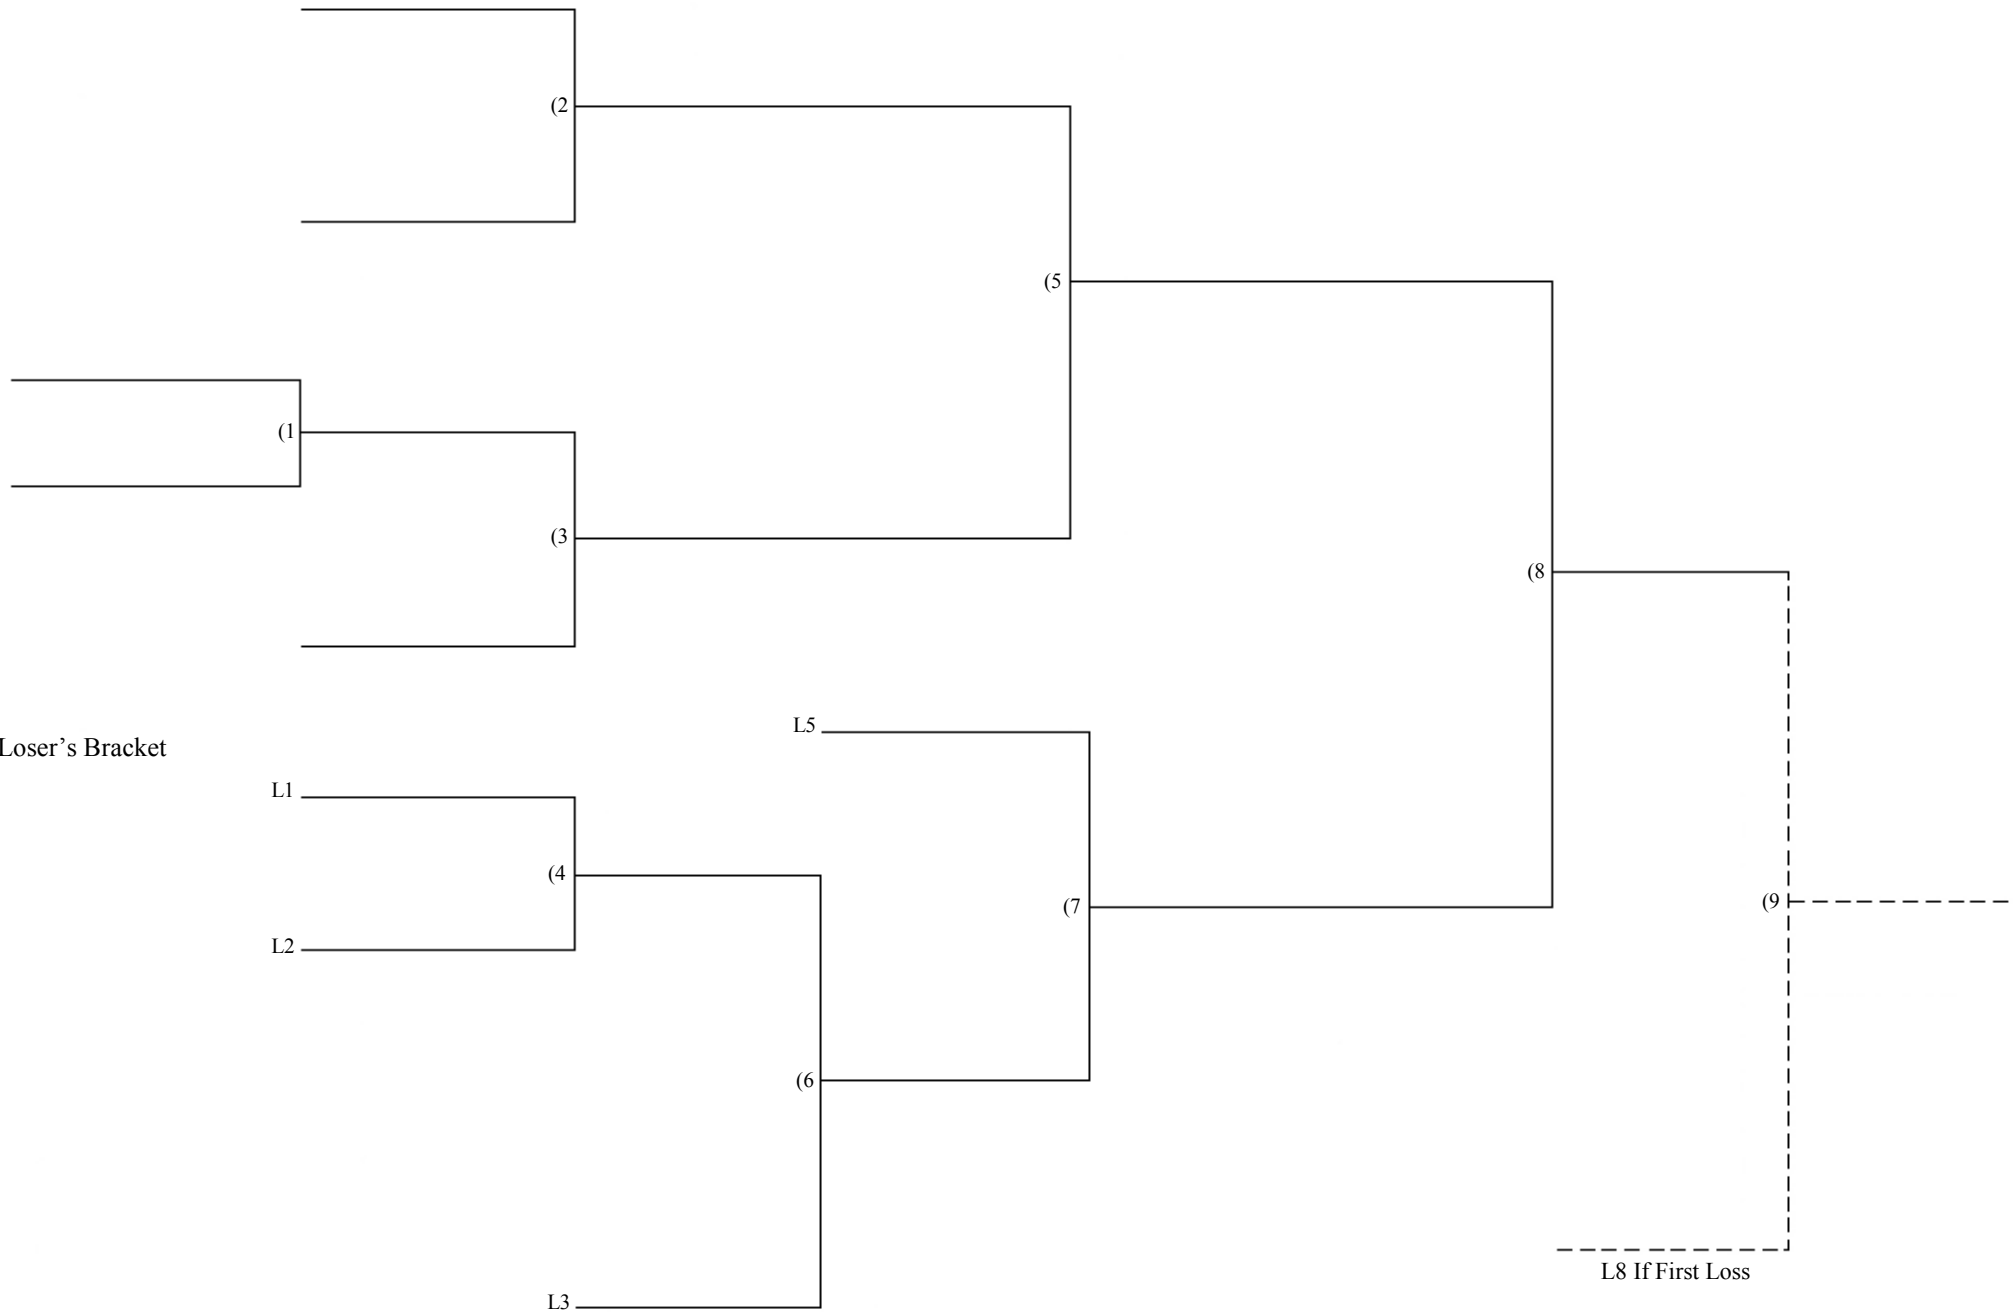 (2
(5
(1
(3
(8
L5
Loser’s Bracket
L1
(4
(7
(9
L2
(6
L8 If First Loss
L3